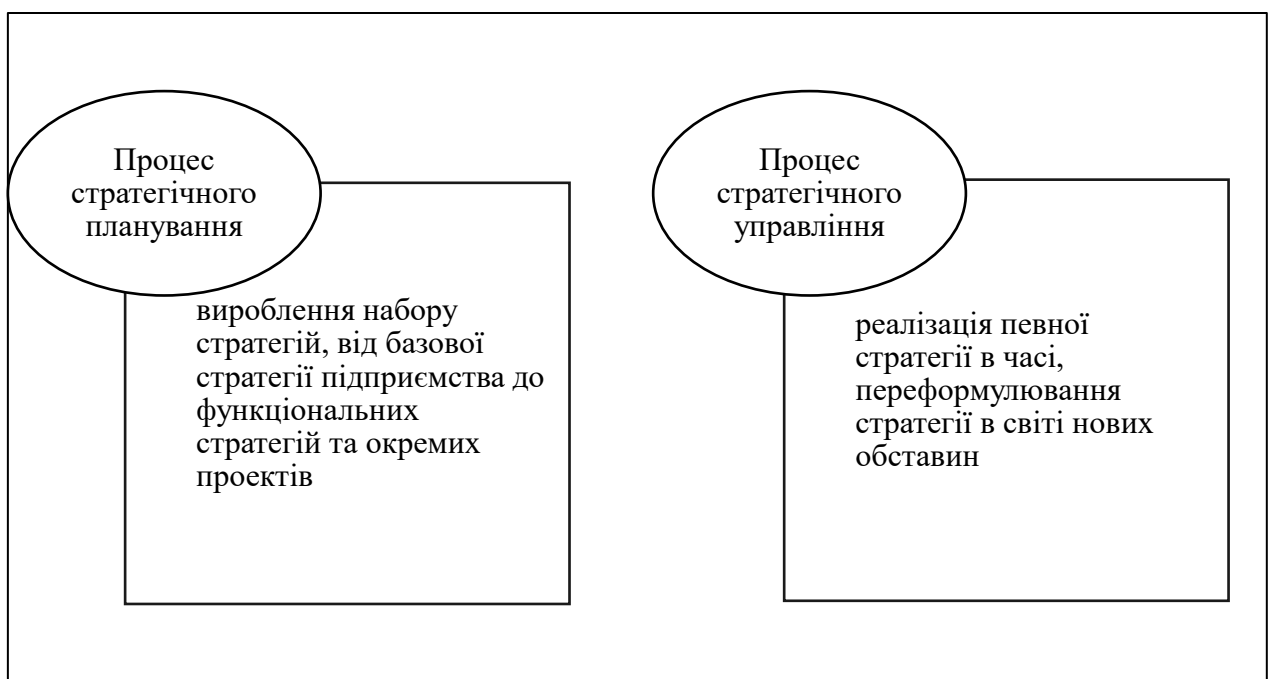 Процес
стратегічного
планування
вироблення набору
стратегій, від базової
стратегії підприємства до
функціональних
стратегій та окремих
проектів
Процес
стратегічного
управління
реалізація певної
стратегії в часі,
переформулювання
стратегії в світі нових
обставин